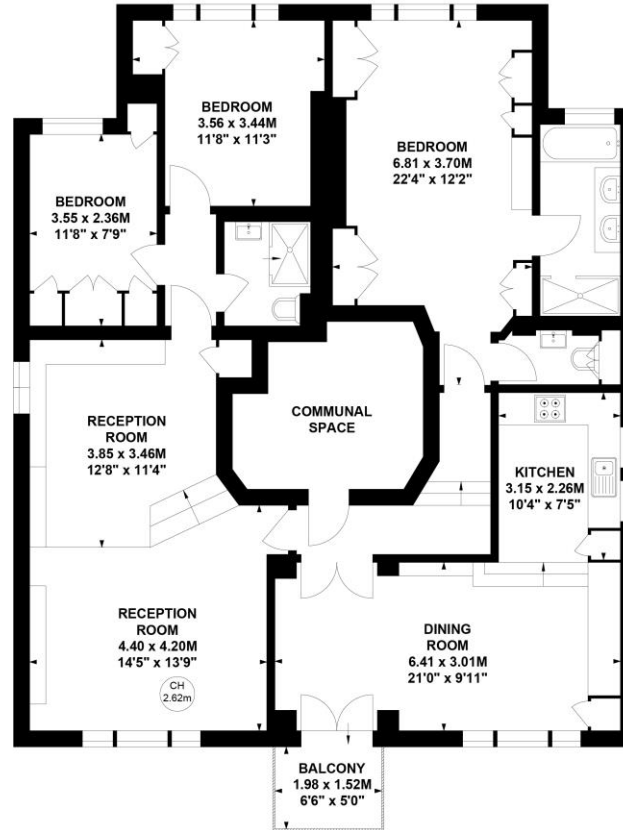 BEDROOM
3.56 x 3.44M
11'8" x 11'3"
BEDROOM
6.81 x 3.70M
22'4" x 12'2"
BEDROOM
3.55 x 2.36M
11'8" x 7'9"
COMMUNAL
SPACE
RECEPTION
ROOM
3.85 x 3.46M
12'8" x 11'4"
KITCHEN
3.15 x 2.26M
10'4" x 7'5"
RECEPTION
ROOM
4.40 x 4.20M
14'5" x 13'9"
CH
2.62m
DINING
ROOM
6.41 x 3.01M
21'0" x 9'11"
BALCONY
1.98 x 1.52M
6'6" x 5'0"